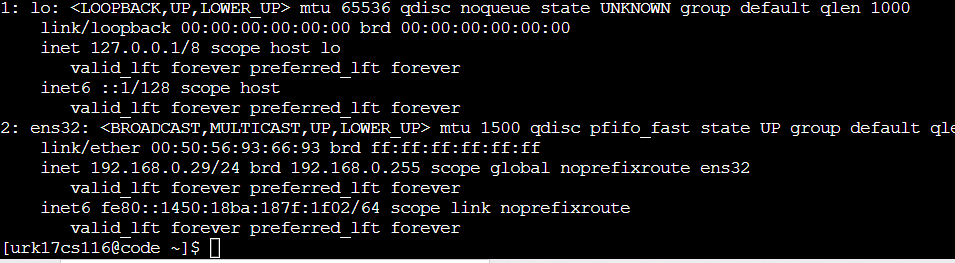 1: lo: <LOOPBACK,UP,LOWER_UP> mtu 65536 qdisc noqueue state UNKNOWN group default qlen 1000
link/loopback 00:00:00:00:00:00 brd 00:00:00:00:00:00
inet 127.0.0.1/8 scope host lo
valid_lft forever preferred_lft forever
inet6 ::1/128 scope host
valid_lft forever preferred_lft forever
2: ens32: <BROADCAST,MULTICAST,UP,LOWER_UP> mtu 1500 qdisc pfifo_fast state UP group default qle
link/ether 00:50:56:93:66:93 brd ff:ff:ff:ff:ff:ff
inet 192.168.0.29/24 brd 192.168.0.255 scope global noprefixroute ens32
valid_lft forever preferred_lft forever
inet6 fe80::1450:18ba:187f:1f02/64 scope link noprefixroute
valid_lft forever preferred_lft forever
[urk17cs116@code ~]$